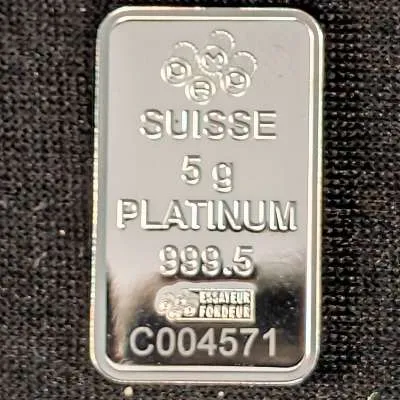 SUISSE
5 g
PLATINUM
999.5
ESSAYEUR
FONDEUR
C004571